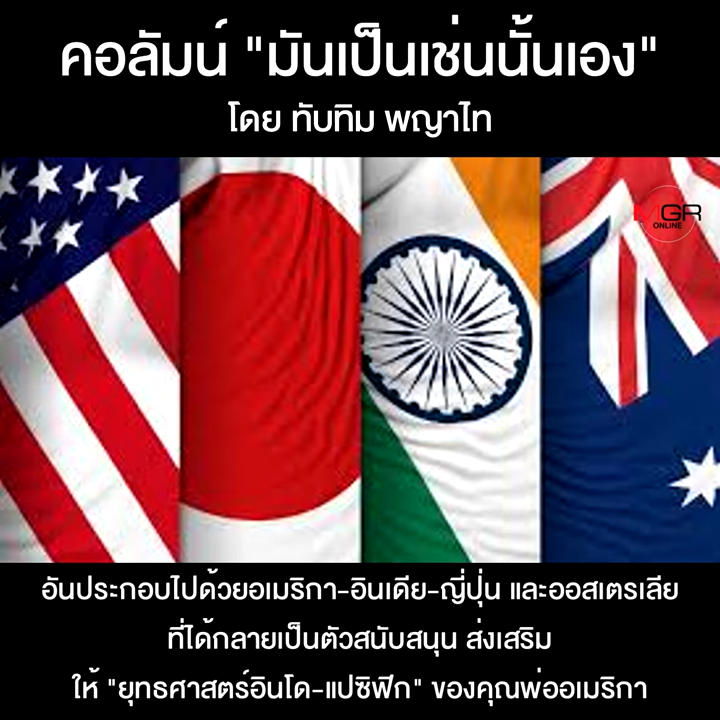 คอลัมน์ "มันเป็นเช่นนั้นเอง"
โดย ทับทิม พญาไท
MGR
ONLINE
อันประกอบไปด้วยอเมริกา-อินเดีย-ญี่ปุ่น และออสเตรเลีย
ที่ได้กลายเป็นตัวสนับสนุน ส่งเสริม
ให้ "ยุทธศาสตร์อินโด-แปซิฟิก" ของคุณพ่ออเมริกา